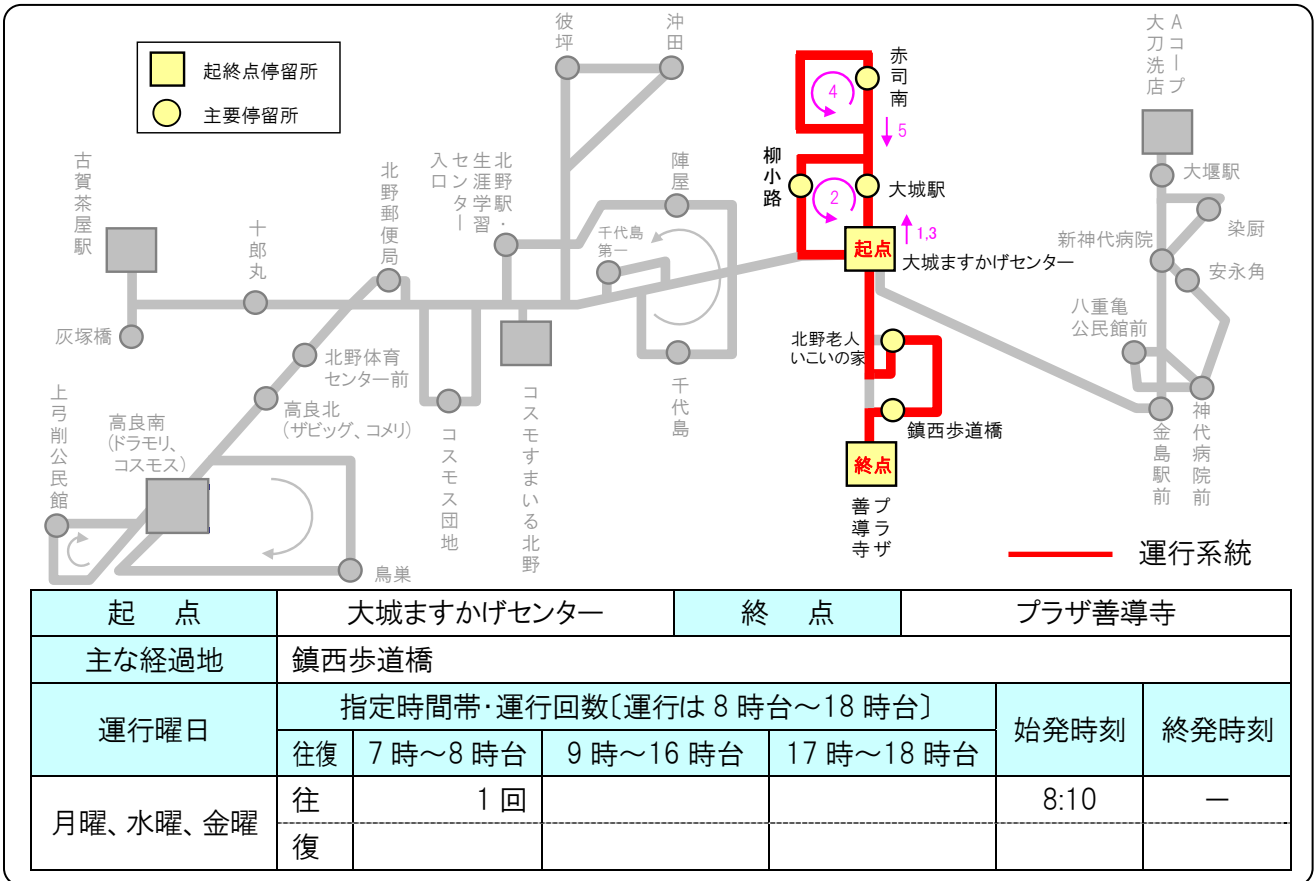 起終点停留所
主要停留所
古賀茶屋駅
灰塚橋
十郎丸
北野郵便局
北野体育
センター前
高良北
(ザビッグ、コメリ)
高良南
(ドラモリ、
コスモス)
上弓削公民館
鳥巣
コスモス団地
北野駅・
生涯学習
センター
入口
コスモすまいる北野
彼坪
沖田
千代島
第一
陣屋
千代島
赤司南
4
5
柳小路
2
大城駅
1,3
起点
大城ますかげセンター
北野老人
いこいの家
鎮西歩道橋
終点
プラザ
善導寺
Aコープ
大刀洗店
大堰駅
染厨
新神代病院
安永角
八重亀
公民館前
神代病院前
金島駅前
運行系統
起 点 大城ますかげセンター 終 点 プラザ善導寺
主な経過地 鎮西歩道橋
運行曜日 指定時間帯・運行回数〔運行は8時台～18時台〕 始発時刻 終発時刻
往復 7時～8時台 9時～16時台 17時～18時台
月曜、水曜、金曜 往 1回 8:10 －
復